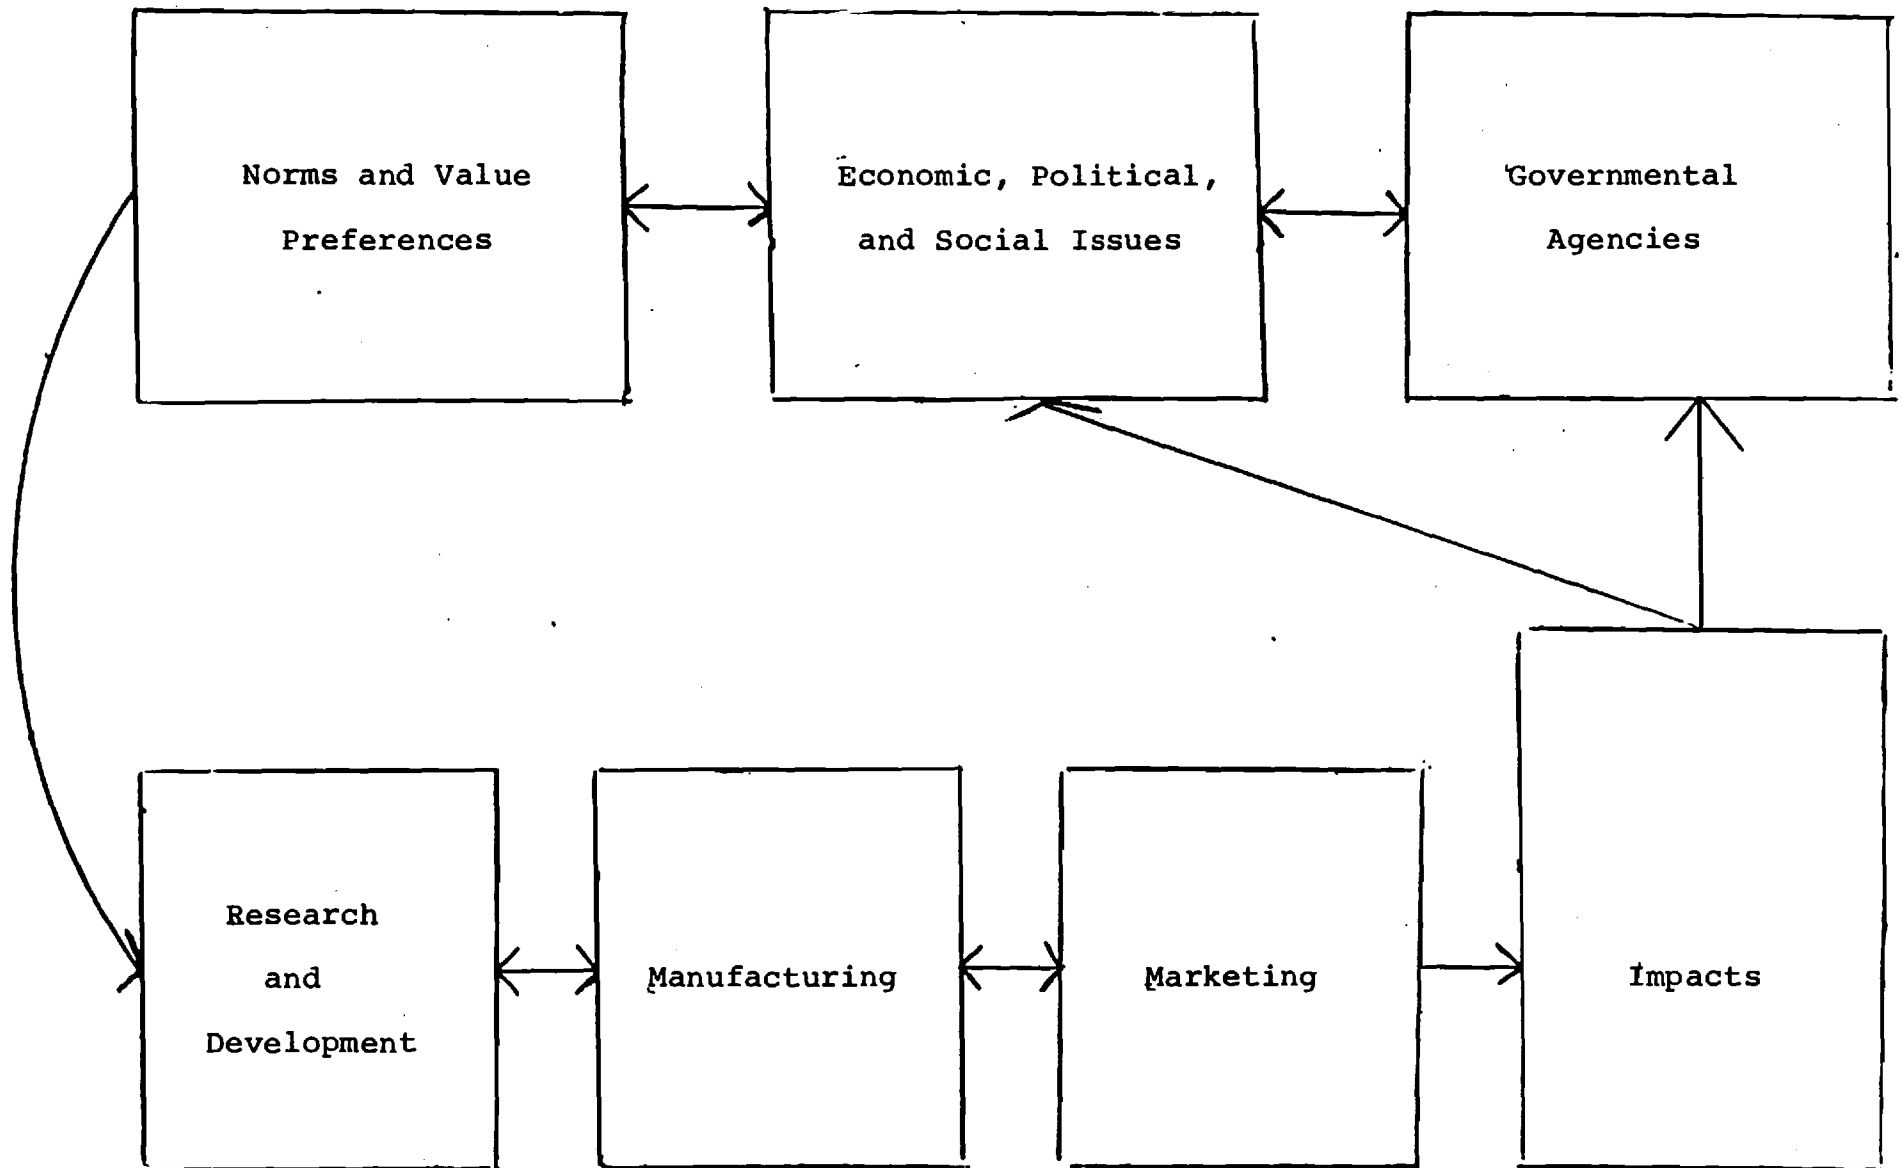 Norms and Value
Preferences
Economic, Political,
and Social Issues
Governmental
Agencies
Research
and
Development
Manufacturing
Marketing
Impacts